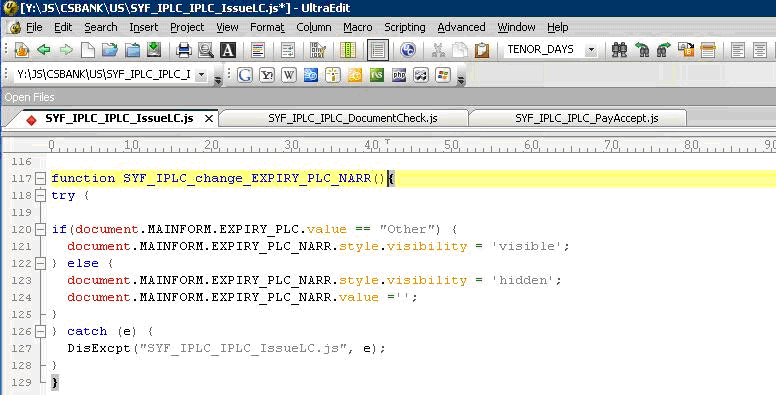 [Y:\JS\CSBANK\US\SYF_IPLC_IPLC_IssueLC.js*] - UltraEdit
File Edit Search Insert Project View Format Column Macro Scripting Advanced Window Help
A TENOR_DAYS
Y:\JS\CSBANK\US\SYF_IPLC_IPLC_I G Y! W php
Open Files
SYF_IPLC_IPLC_IssueLC.js X SYF_IPLC_IPLC_DocumentCheck.js SYF_IPLC_IPLC_PayAccept.js
0 10 20 30 40 50 60 70 80 90
116
117 function SYF_IPLC_change_EXPIRY_PLC_NARR(){
118 try {
119
120 if(document.MAINFORM.EXPIRY_PLC.value == "Other") {
121 document.MAINFORM.EXPIRY_PLC_NARR.style.visibility = 'visible';
122 } else {
123 document.MAINFORM.EXPIRY_PLC_NARR.style.visibility = 'hidden';
124 document.MAINFORM.EXPIRY_PLC_NARR.value ='';
125 }
126 } catch (e) {
127 DisExcpt("SYF_IPLC_IPLC_IssueLC.js", e);
128 }
129 }